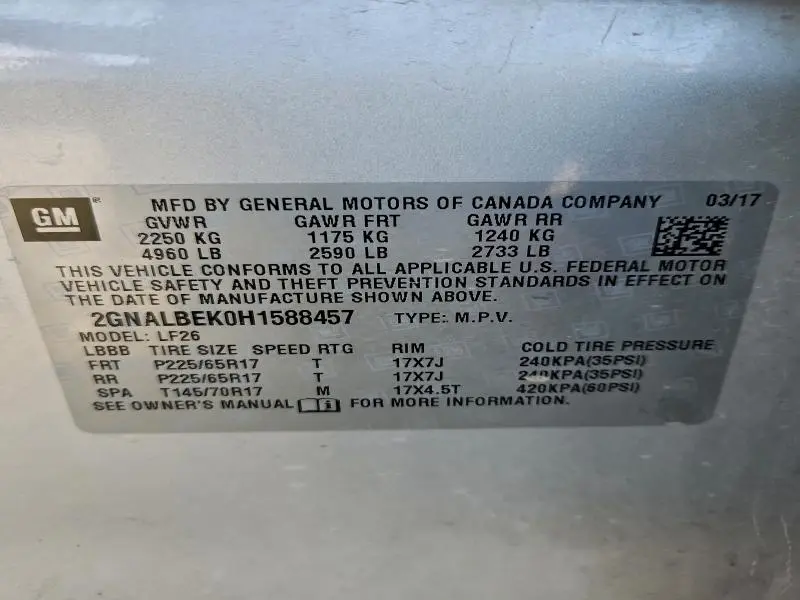 GM MFD BY GENERAL MOTORS OF CANADA COMPANY 03/17
GVWR GAWR FRT GAWR RR
2250 KG 1175 KG 1240 KG
4960 LB 2590 LB 2733 LB
THIS VEHICLE CONFORMS TO ALL APPLICABLE U.S. FEDERAL MOTOR
VEHICLE SAFETY AND THEFT PREVENTION STANDARDS IN EFFECT ON
THE DATE OF MANUFACTURE SHOWN ABOVE.
2GNALBEK0H1588457 TYPE: M.P.V.
MODEL: LF26
LBBB TIRE SIZE SPEED RTG RIM COLD TIRE PRESSURE
FRT P225/65R17 T 17X7J 240KPA(35PSI)
RR P225/65R17 T 17X7J 240KPA(35PSI)
SPA T145/70R17 M 17X4.5T 420KPA(60PSI)
SEE OWNER'S MANUAL FOR MORE INFORMATION.